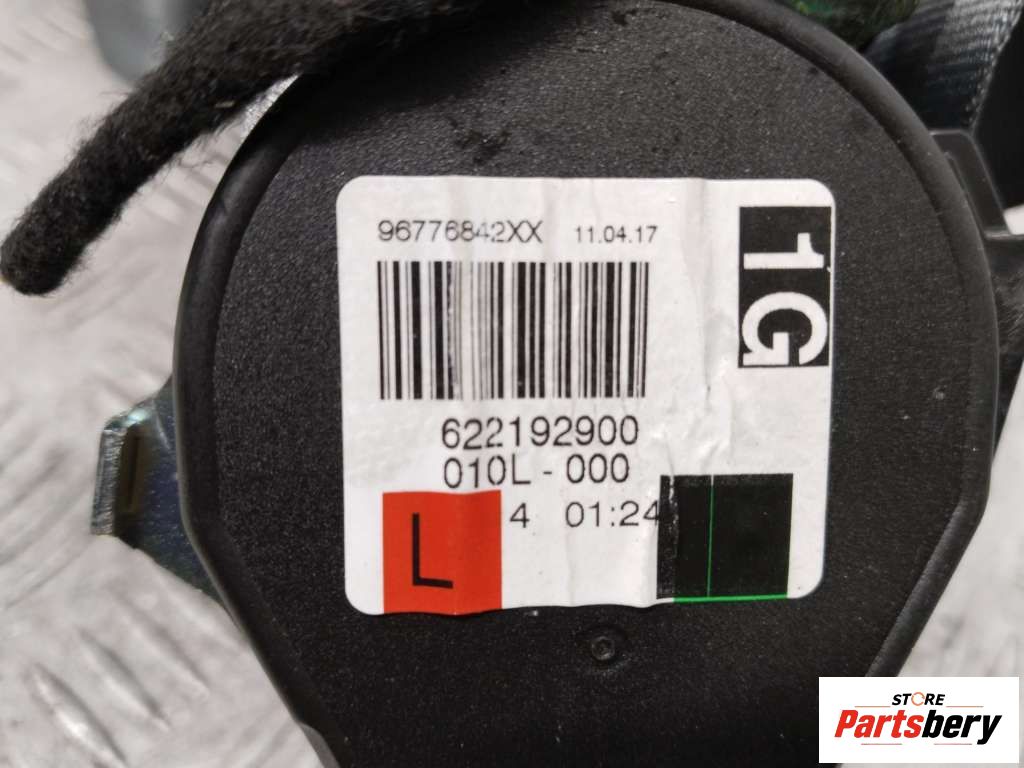 96776842XX 11.04.17
1G
622192900
010L-000
4 01:24
L
STORE
Partsbery